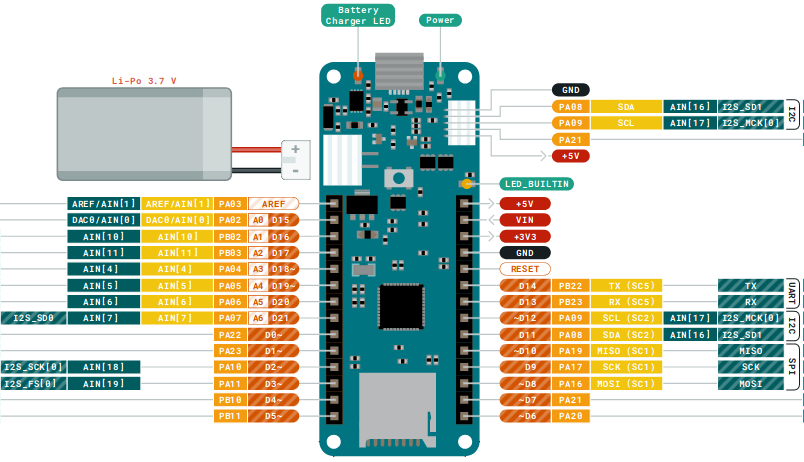 Battery
Charger LED
Power
Li-Po 3.7 V
+
-
GND
PA08 SDA AIN[16] I2S_SD1
PA09 SCL AIN[17] I2S_MCK[0]
I2C
PA21
+5V
LED_BUILTIN
AREF/AIN[1] AREF/AIN[1] PA03 AREF
DAC0/AIN[0] DAC0/AIN[0] PA02 A0 D15
AIN[10] AIN[10] PB02 A1 D16
AIN[11] AIN[11] PB03 A2 D17
AIN[4] AIN[4] PA04 A3 D18~
AIN[5] AIN[5] PA05 A4 D19~
AIN[6] AIN[6] PA06 A5 D20
I2S_SD0 AIN[7] AIN[7] PA07 A6 D21
PA22 D0~
PA23 D1~
I2S_SCK[0] AIN[18] PA10 D2~
I2S_FS[0] AIN[19] PA11 D3~
PB10 D4~
PB11 D5~
+5V
VIN
+3V3
GND
RESET
D14 PB22 TX (SC5) TX
D13 PB23 RX (SC5) RX
UART
~D12 PA09 SCL (SC2) AIN[17] I2S_MCK[0]
D11 PA08 SDA (SC2) AIN[16] I2S_SD1
I2C
~D10 PA19 MISO (SC1) MISO
D9 PA17 SCK (SC1) SCK
~D8 PA16 MOSI (SC1) MOSI
SPI
~D7 PA21
~D6 PA20